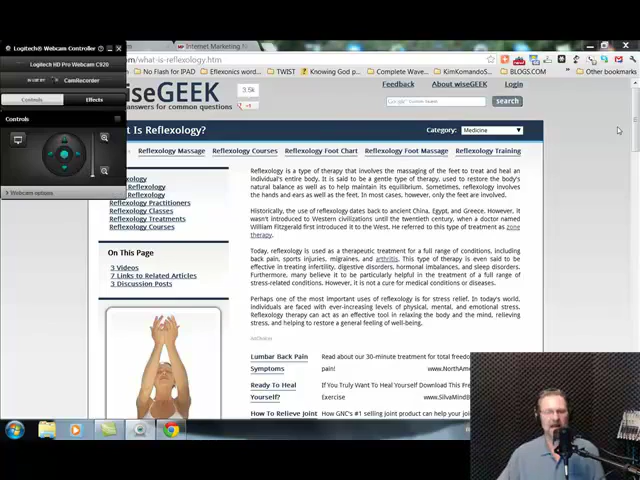 Logitech® Webcam Controller
Internet Marketing
Logitech HD Pro Webcam C920
CamRecorder
Controls
Effects
Controls
Webcam options
om/what-is-reflexology.htm
No Flash for IPAD
Eflexonics words
TWIST
Knowing God p
Complete Wave...
KimKomandoS
BLOGS.COM
Other bookmarks
wiseGEEK
answers for common questions
3.5k
+1
Feedback
About wiseGEEK
Login
Custom Search
search
t Is Reflexology?
Category:
Medicine
Reflexology Massage
Reflexology Courses
Reflexology Foot Chart
Reflexology Foot Massage
Reflexology Training
Reflexology Practitioners
Reflexology Classes
Reflexology Treatments
Reflexology Courses
On This Page
3 Videos
7 Links to Related Articles
3 Discussion Posts
Reflexology is a type of therapy that involves the massaging of the feet to treat and heal an
individual's entire body. It is said to be a gentle type of therapy, used to restore the body's
natural balance as well as to help maintain its equilibrium. Sometimes, reflexology involves
the hands and ears as well as the feet. In most cases, however, only the feet are involved.
Historically, the use of reflexology dates back to ancient China, Egypt, and Greece. However, it
wasn't introduced to Western civilizations until the twentieth century, when a doctor named
William Fitzgerald first introduced it to the West. He referred to this type of treatment as zone
therapy.
Today, reflexology is used as a therapeutic treatment for a full range of conditions, including
back pain, sports injuries, migraines, and arthritis. This type of therapy is even said to be
effective in treating infertility, digestive disorders, hormonal imbalances, and sleep disorders.
Furthermore, many believe it to be particularly helpful in the treatment of a full range of
stress-related conditions. However, it is not a cure for medical conditions or diseases.
Perhaps one of the most important uses of reflexology is for stress relief. In today's world,
individuals are faced with ever-increasing levels of physical, mental, and emotional stress.
Reflexology therapy can act as an effective tool in relaxing the body and the mind, relieving
stress, and helping to restore a general feeling of well-being.
AdChoices
Lumbar Back Pain
Symptoms
Read about our 30-minute treatment for total freedo
pain!
www.NorthAm
Ready To Heal
Yourself?
If You Truly Want To Heal Yourself Download This Fre
Exercise
www.SilvaMindB
How To Relieve Joint
How GNC's #1 selling joint product can help your jo